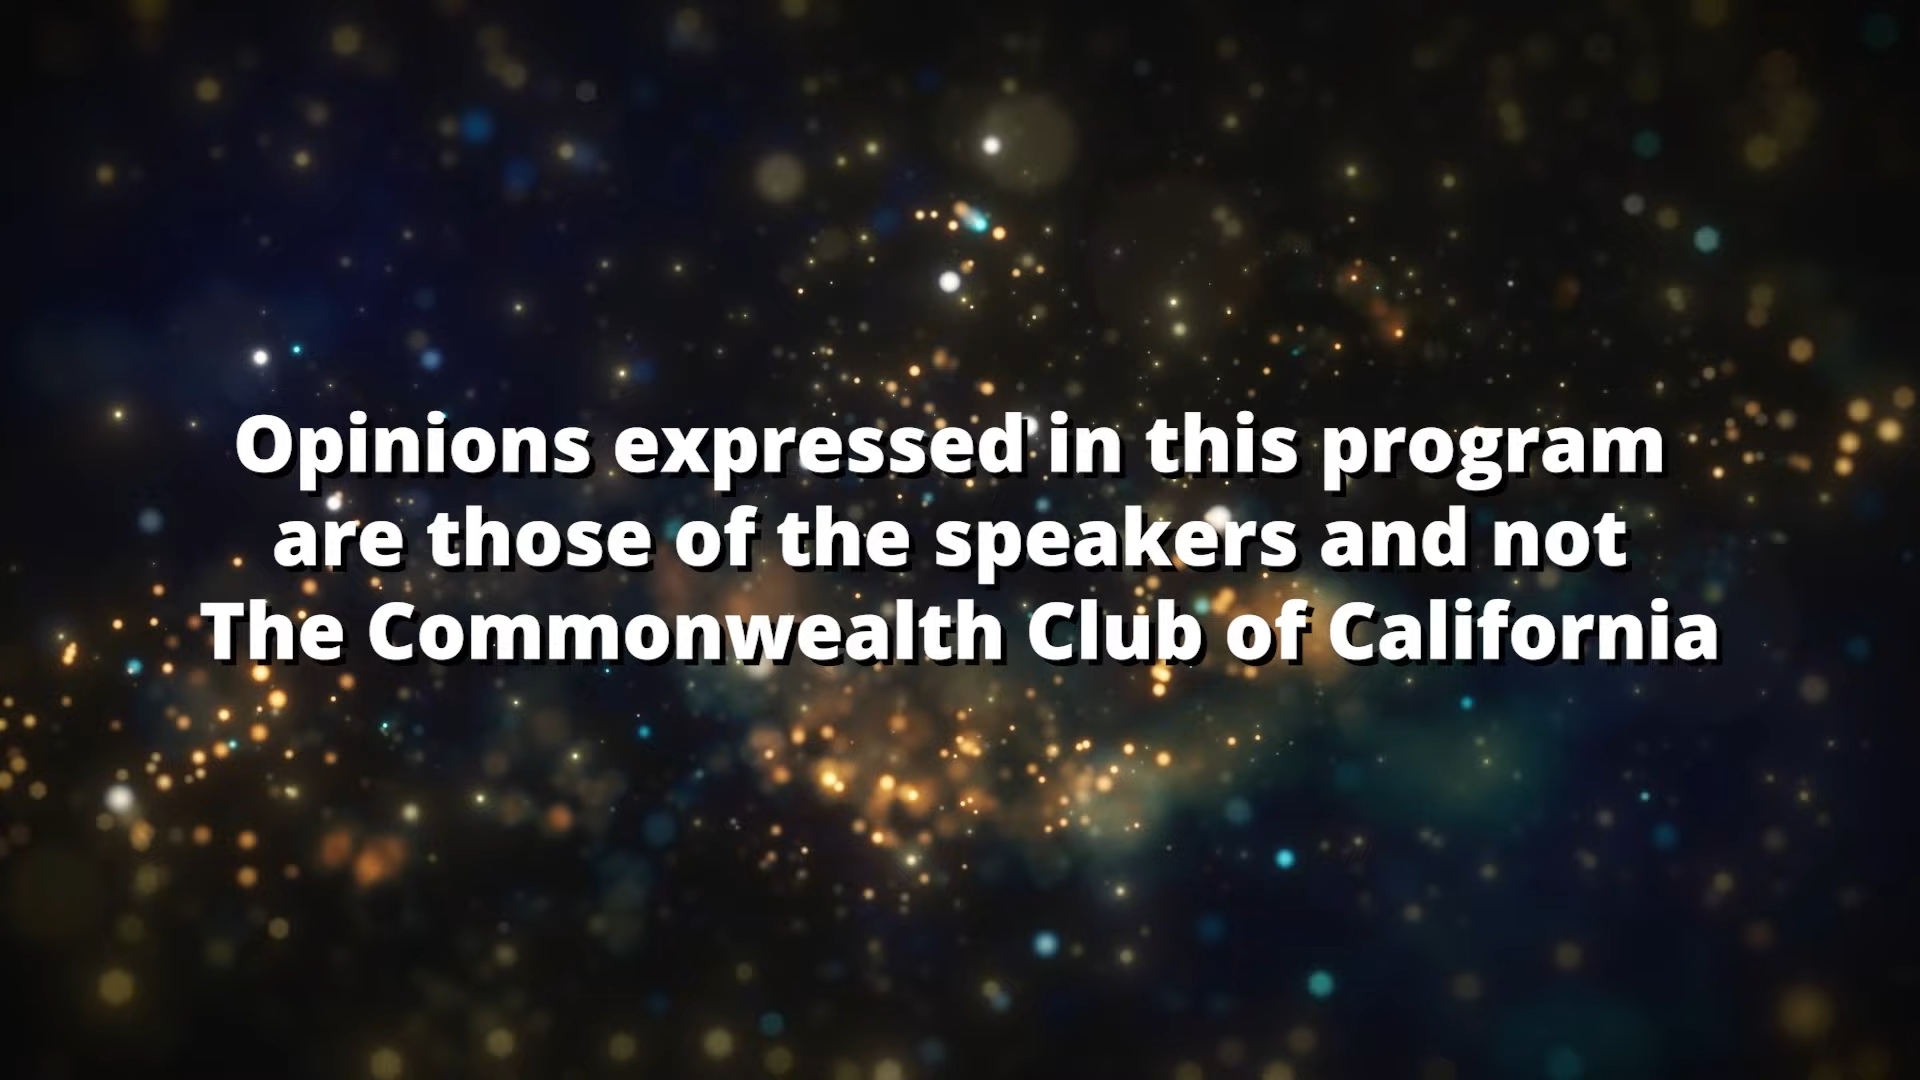 Opinions expressed in this program
are those of the speakers and not
The Commonwealth Club of California